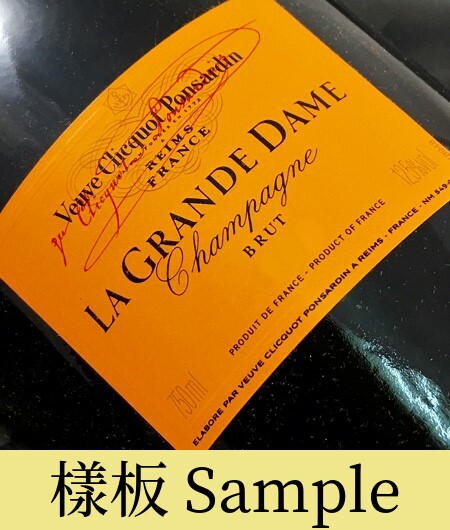 Veuve Clicquot Ponsardin
REIMS
FRANCE
LA GRANDE DAME
Champagne
BRUT
12,5%vol
PRODUIT DE FRANCE - PRODUCT OF FRANCE
750ml
ELABORE PAR VEUVE CLICQUOT PONSARDIN A REIMS - FRANCE - NM
樣板 Sample